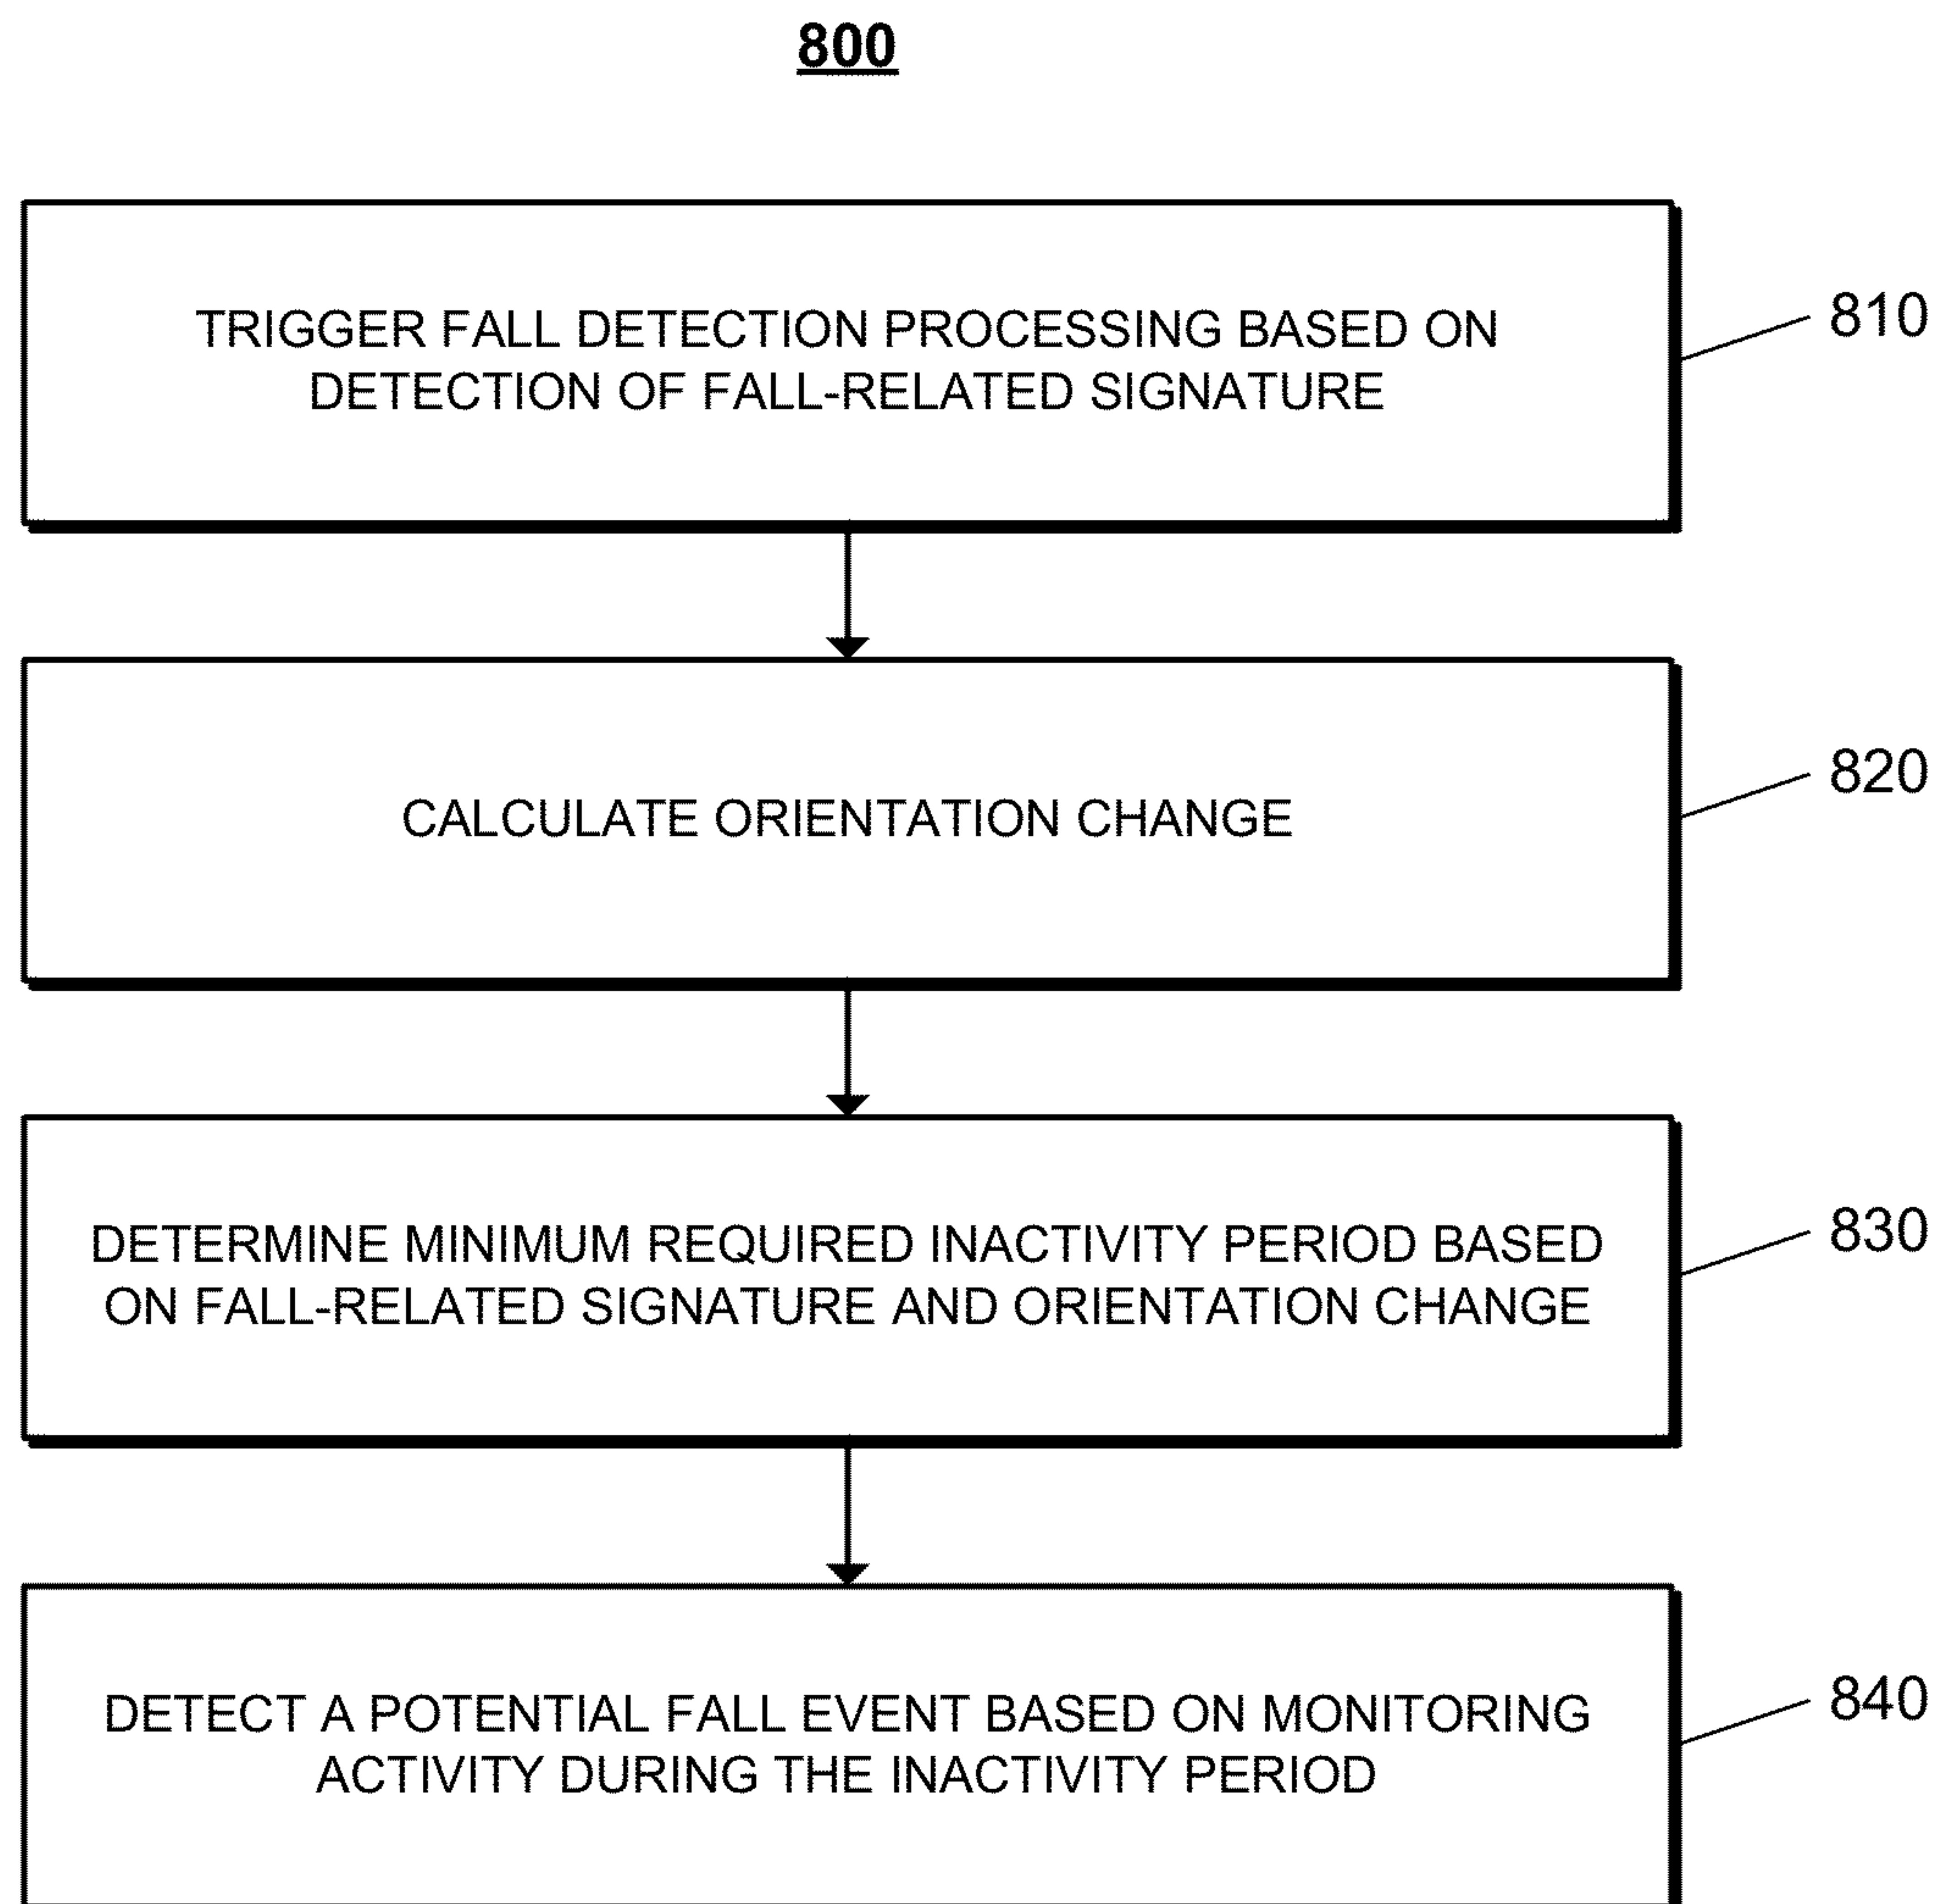 800
TRIGGER FALL DETECTION PROCESSING BASED ON
DETECTION OF FALL-RELATED SIGNATURE
810
CALCULATE ORIENTATION CHANGE
820
DETERMINE MINIMUM REQUIRED INACTIVITY PERIOD BASED
ON FALL-RELATED SIGNATURE AND ORIENTATION CHANGE
830
DETECT A POTENTIAL FALL EVENT BASED ON MONITORING
ACTIVITY DURING THE INACTIVITY PERIOD
840